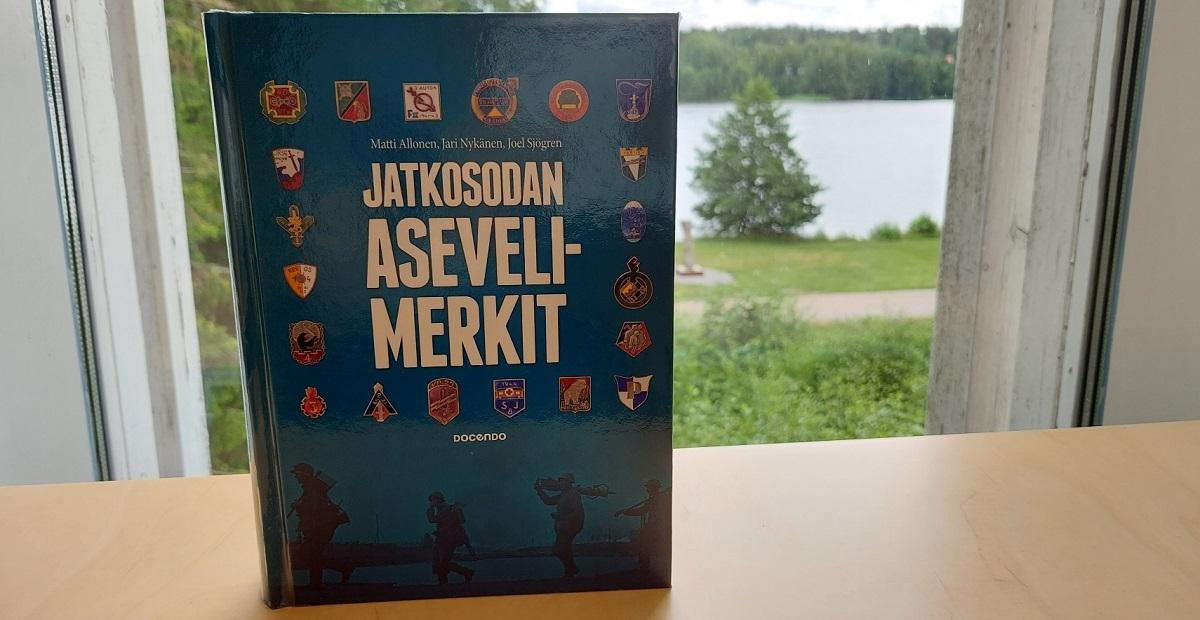 Matti Allonen, Jari Nykänen, Joel Sjögren
JATKOSODAN
ASEVELI-
MERKIT
DOCENDO